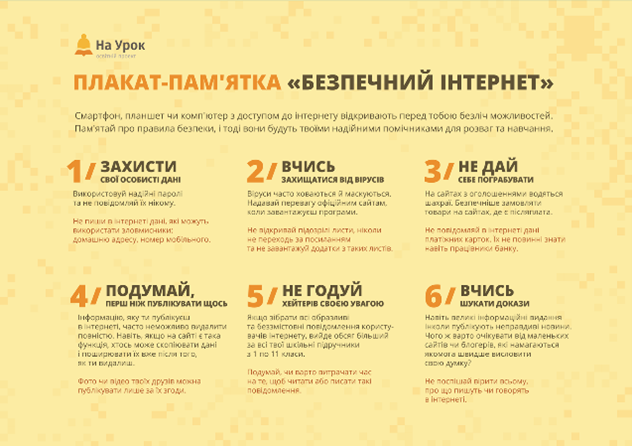 На Урок
освітній проект
ПЛАКАТ-ПАМ'ЯТКА «БЕЗПЕЧНИЙ ІНТЕРНЕТ»
Смартфон, планшет чи комп'ютер з доступом до інтернету відкривають перед тобою безліч можливостей.
Пам'ятай про правила безпеки, і тоді вони будуть твоїми надійними помічниками для розваг та навчання.
1/ ЗАХИСТИ
СВОЇ ОСОБИСТІ ДАНІ
Використовуй надійні паролі
та не повідомляй їх нікому.
Не пиши в інтернеті дані, які можуть
використати зловмисники:
домашню адресу, номер мобільного.
2/ ВЧИСЬ
ЗАХИЩАТИСЯ ВІД ВІРУСІВ
Віруси часто ховаються й маскуються.
Надавай перевагу офіційним сайтам,
коли завантажуєш програми.
Не відкривай підозрілі листи, ніколи
не переходь за посиланням
та не завантажуй додатки з таких листів.
3/ НЕ ДАЙ
СЕБЕ ПОГРАБУВАТИ
На сайтах з оголошеннями водяться
шахраї. Безпечніше замовляти
товари на сайтах, де є післяплата.
Не повідомляй в інтернеті дані
платіжних карток. Їх не повинні знати
навіть працівники банку.
4/ ПОДУМАЙ,
ПЕРШ НІЖ ПУБЛІКУВАТИ ЩОСЬ
Інформацію, яку ти публікуєш
в інтернеті, часто неможливо видалити
повністю. Навіть, якщо на сайті є така
функція, хтось може скопіювати дані
і поширювати їх вже після того,
як ти видалиш.
Фото чи відео твоїх друзів можна
публікувати лише за їх згоди.
5/ НЕ ГОДУЙ
ХЕЙТЕРІВ СВОЄЮ УВАГОЮ
Якщо зібрати всі образливі
та беззмістовні повідомлення користу-
вачів інтернету, вийде обсяг більший
за всі твої шкільні підручники
з 1 по 11 класи.
Подумай, чи варто витрачати час
на те, щоб читати або писати такі
повідомлення.
6/ ВЧИСЬ
ШУКАТИ ДОКАЗИ
Навіть великі інформаційні видання
інколи публікують неправдиві новини.
Чого ж варто очікувати від маленьких
сайтів чи блогерів, які намагаються
якомога швидше висловити
свою думку?
Не поспішай вірити всьому,
про що пишуть чи говорять
в інтернеті.